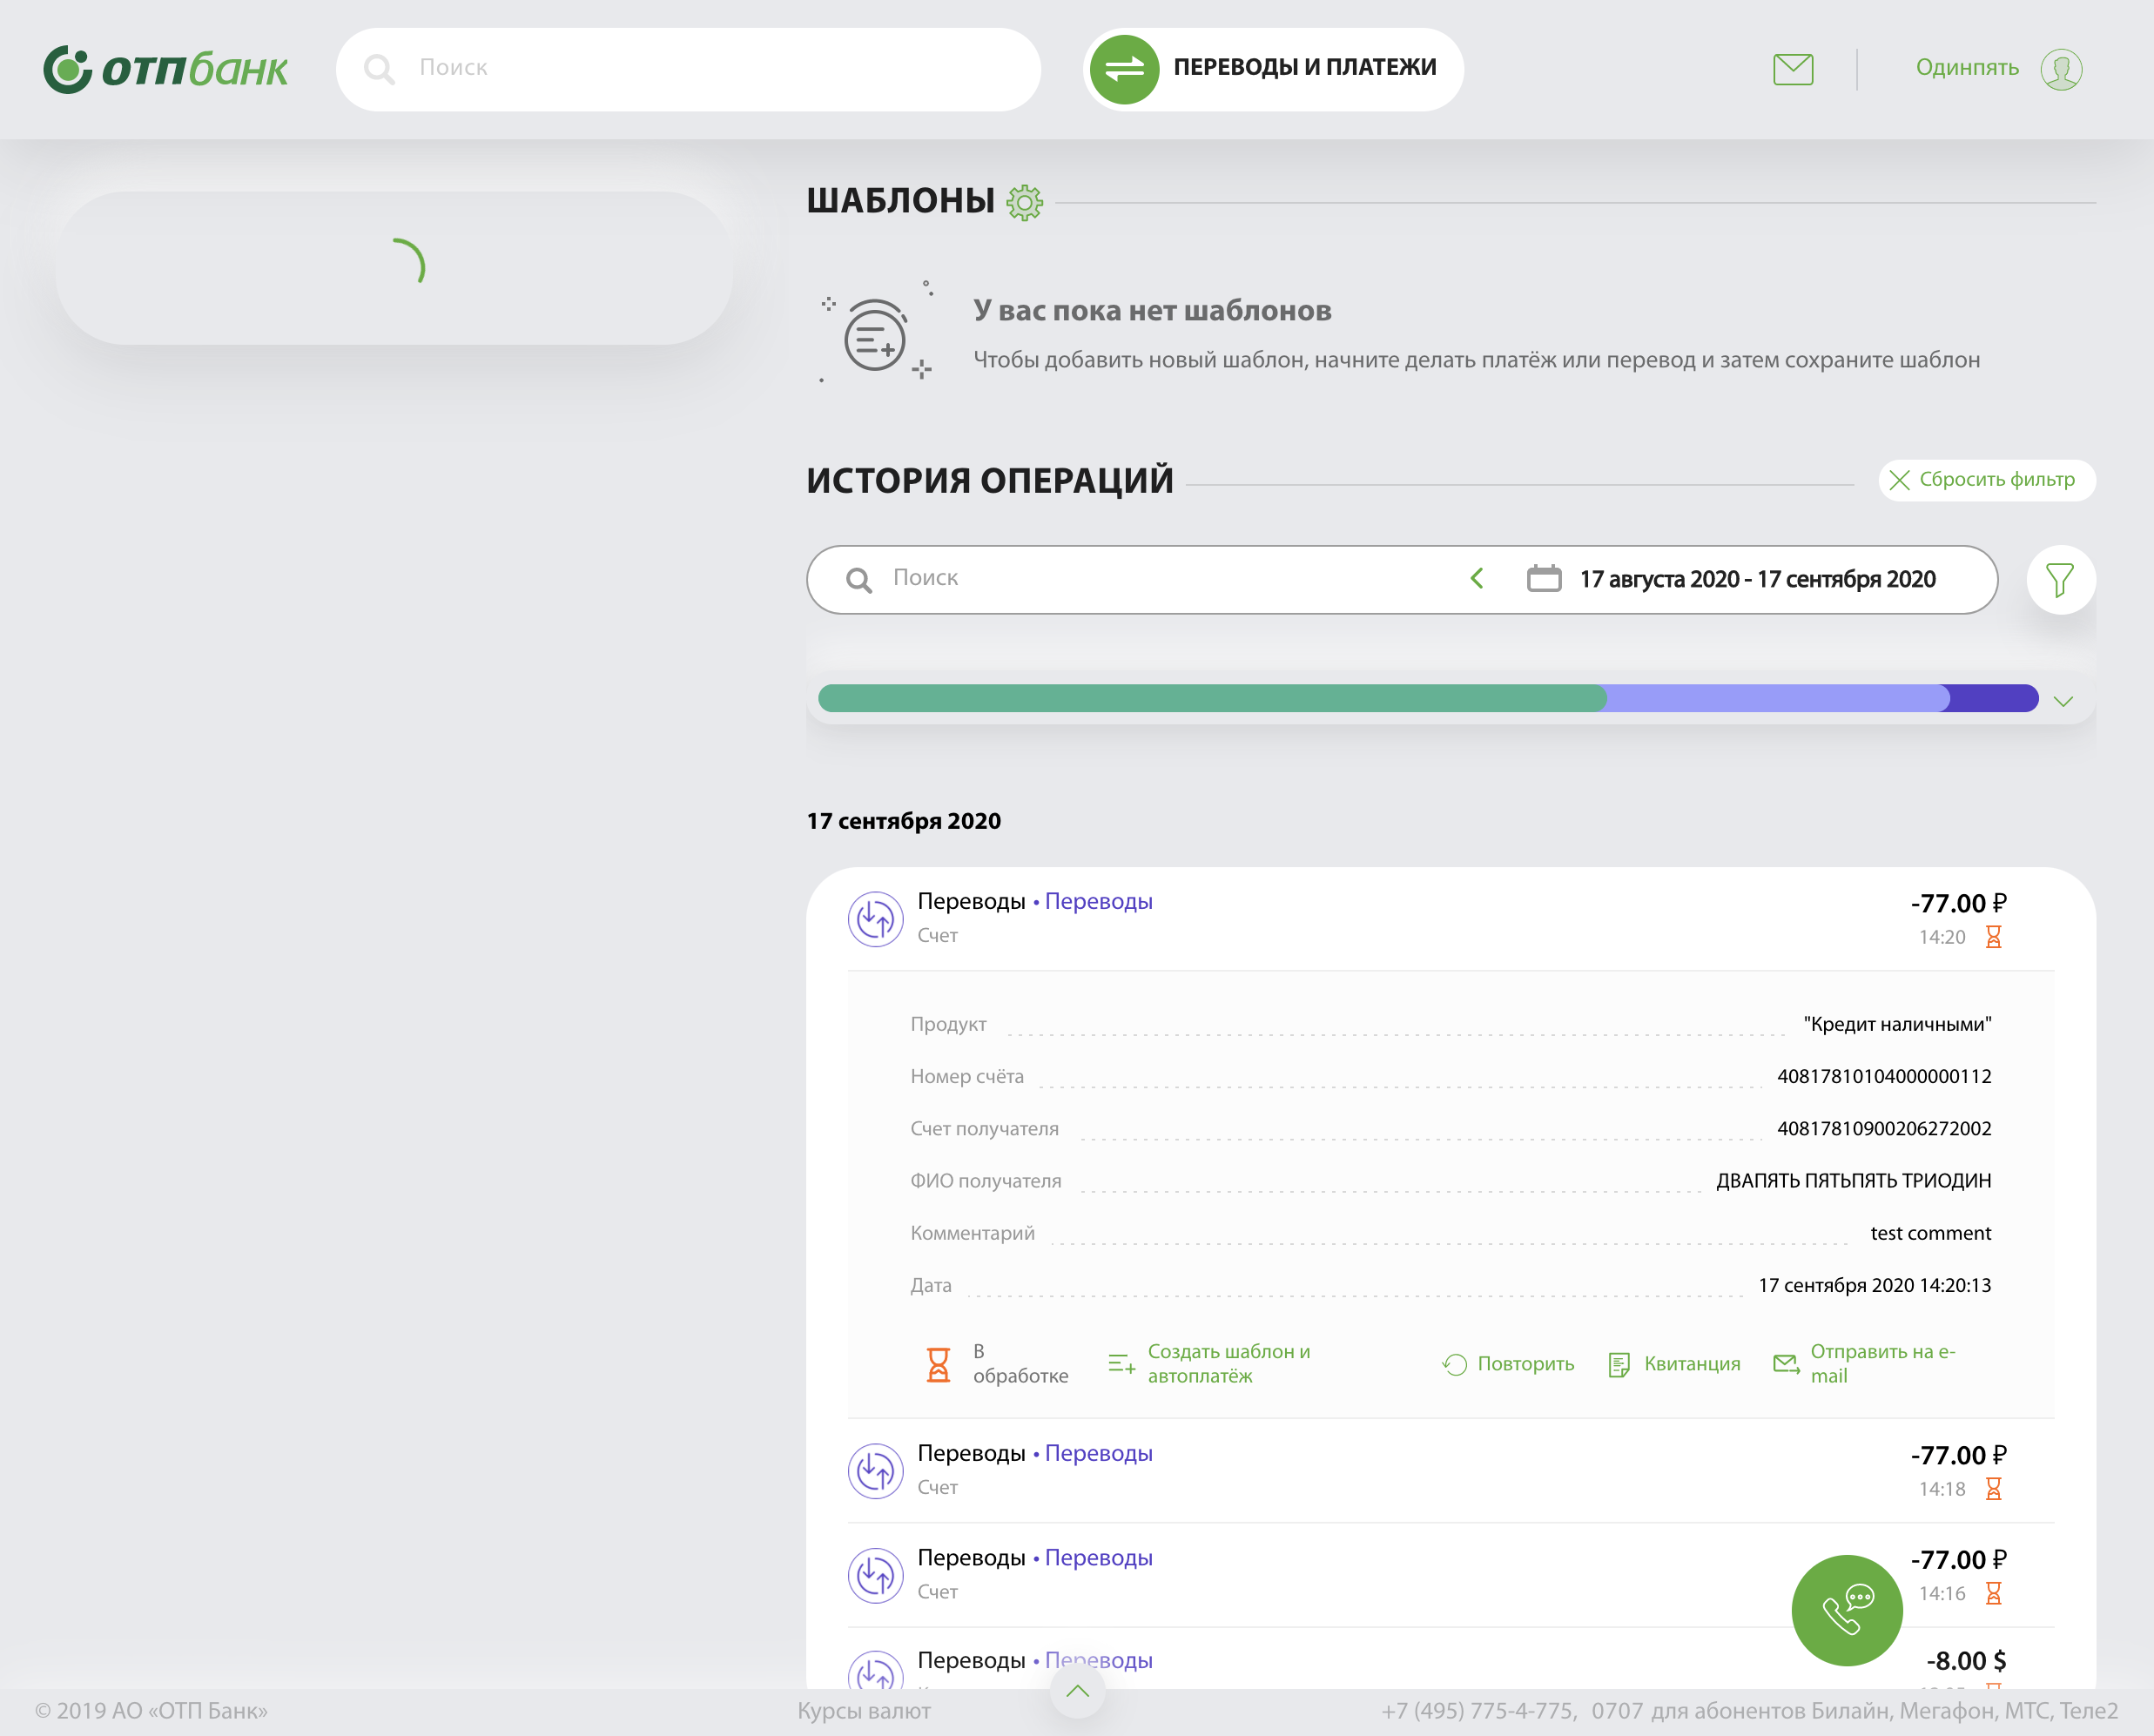 отпбанк
Поиск
ПЕРЕВОДЫ И ПЛАТЕЖИ
Одинпять
ШАБЛОНЫ
У вас пока нет шаблонов
Чтобы добавить новый шаблон, начните делать платёж или перевод и затем сохраните шаблон
ИСТОРИЯ ОПЕРАЦИЙ
Сбросить фильтр
Поиск
17 августа 2020 - 17 сентября 2020
17 сентября 2020
Переводы • Переводы
-77.00 ₽
Счет
14:20
Продукт "Кредит наличными"
Номер счёта 40817810104000000112
Счет получателя 40817810900206272002
ФИО получателя ДВАПЯТЬ ПЯТЬПЯТЬ ТРИОДИН
Комментарий test comment
Дата 17 сентября 2020 14:20:13
В
обработке
Создать шаблон и
автоплатёж
Повторить
Квитанция
Отправить на e-
mail
Переводы • Переводы
-77.00 ₽
Счет
14:18
Переводы • Переводы
-77.00 ₽
Счет
14:16
Переводы • Переводы
-8.00 $
© 2019 АО «ОТП Банк»
Курсы валют
+7 (495) 775-4-775, 0707 для абонентов Билайн, Мегафон, МТС, Теле2